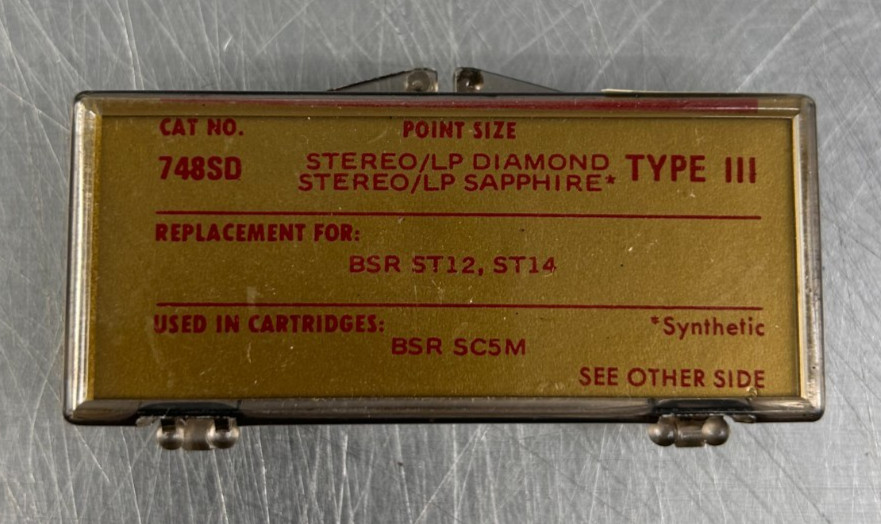 CAT NO. POINT SIZE
748SD STEREO/LP DIAMOND TYPE III
STEREO/LP SAPPHIRE*
REPLACEMENT FOR:
BSR ST12, ST14
USED IN CARTRIDGES: *Synthetic
BSR SC5M
SEE OTHER SIDE